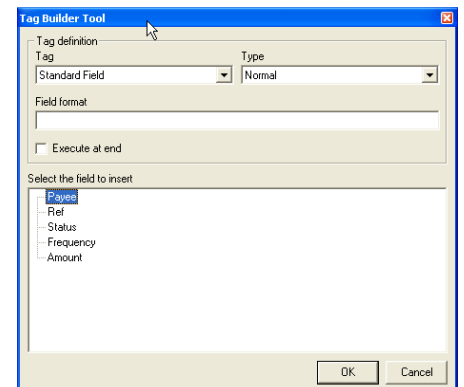 Tag Builder Tool
Tag definition
Tag Type
Standard Field Normal
Field format
Execute at end
Select the field to insert
Payee
Ref
Status
Frequency
Amount
OK Cancel